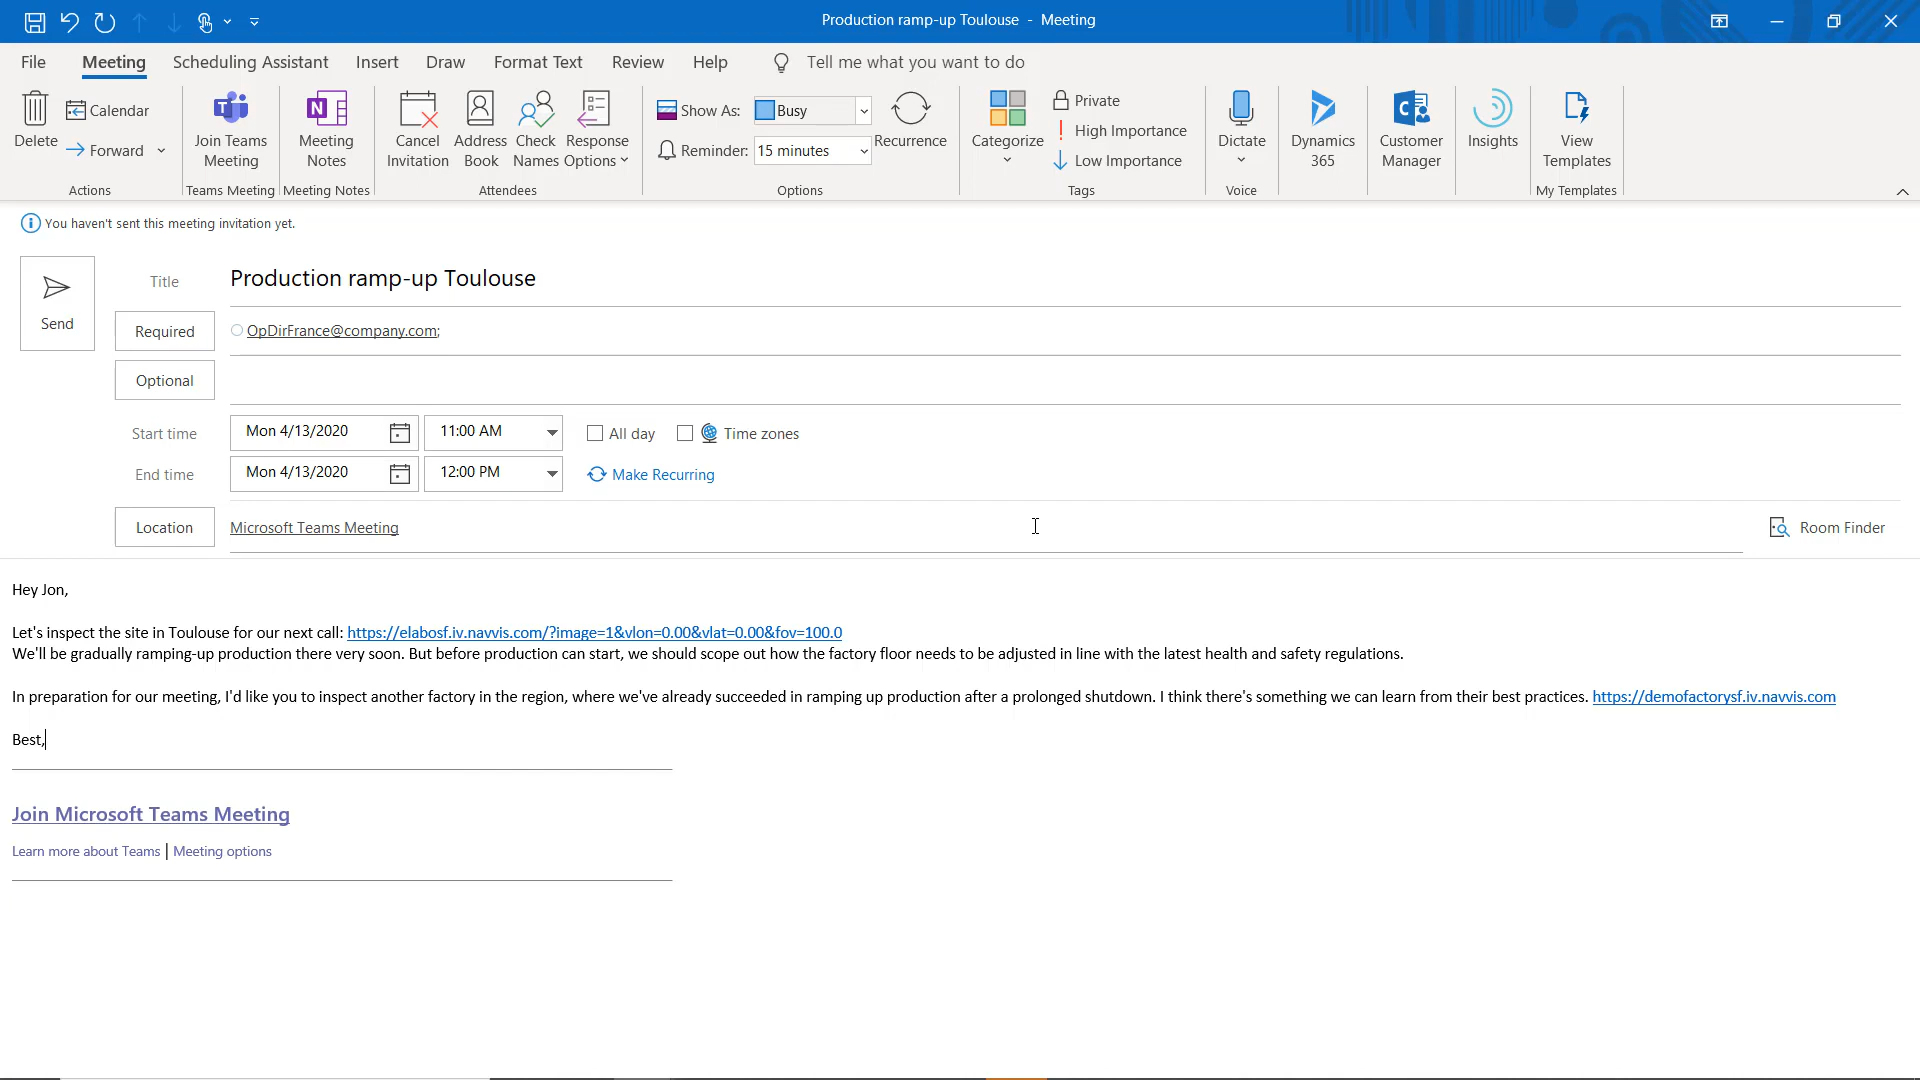 Production ramp-up Toulouse - Meeting
File Meeting Scheduling Assistant Insert Draw Format Text Review Help Tell me what you want to do
Delete
Calendar
Forward
Actions
Join Teams
Meeting
Teams Meeting
Meeting
Notes
Meeting Notes
Cancel
Invitation
Address
Book
Check
Names
Response
Options
Attendees
Show As: Busy
Reminder: 15 minutes
Recurrence
Options
Categorize
Private
High Importance
Low Importance
Tags
Dictate
Voice
Dynamics
365
Customer
Manager
Insights
View
Templates
My Templates
You haven't sent this meeting invitation yet.
Send
Title Production ramp-up Toulouse
Required OpDirFrance@company.com;
Optional
Start time Mon 4/13/2020 11:00 AM All day Time zones
End time Mon 4/13/2020 12:00 PM Make Recurring
Location Microsoft Teams Meeting Room Finder
Hey Jon,
Let's inspect the site in Toulouse for our next call: https://elabosf.iv.navvis.com/?image=1&vlon=0.00&vlat=0.00&fov=100.0
We'll be gradually ramping-up production there very soon. But before production can start, we should scope out how the factory floor needs to be adjusted in line with the latest health and safety regulations.
In preparation for our meeting, I'd like you to inspect another factory in the region, where we've already succeeded in ramping up production after a prolonged shutdown. I think there's something we can learn from their best practices. https://demofactorysf.iv.navvis.com
Best,
Join Microsoft Teams Meeting
Learn more about Teams | Meeting options